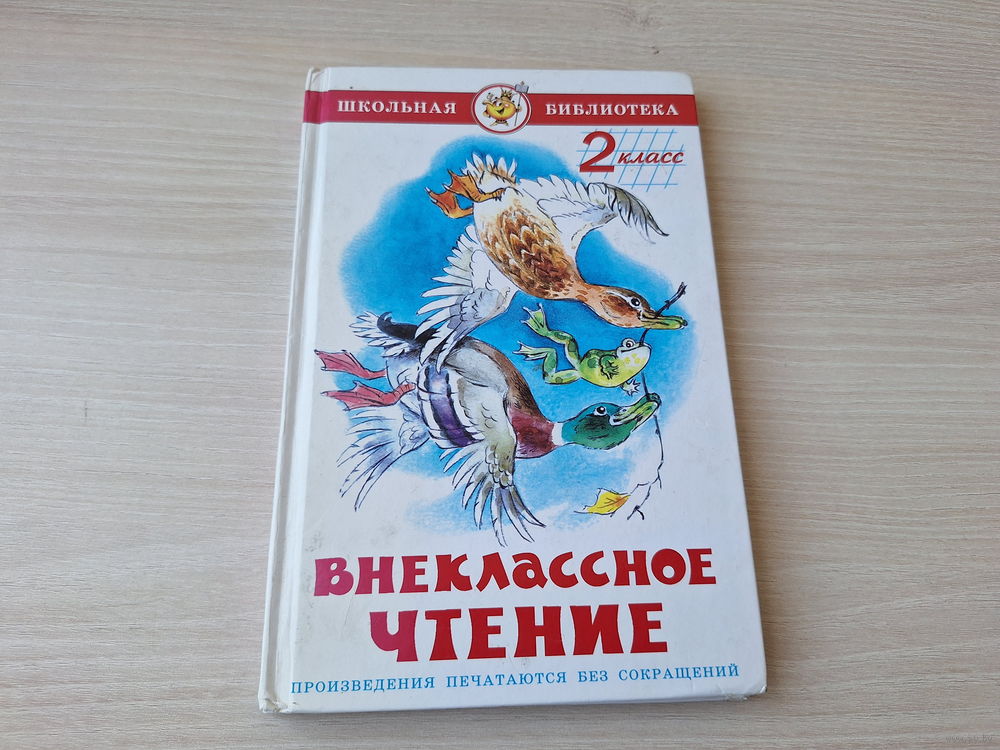 ШКОЛЬНАЯ БИБЛИОТЕКА
2 класс
ВНЕКЛАССНОЕ
ЧТЕНИЕ
ПРОИЗВЕДЕНИЯ ПЕЧАТАЮТСЯ БЕЗ СОКРАЩЕНИЙ